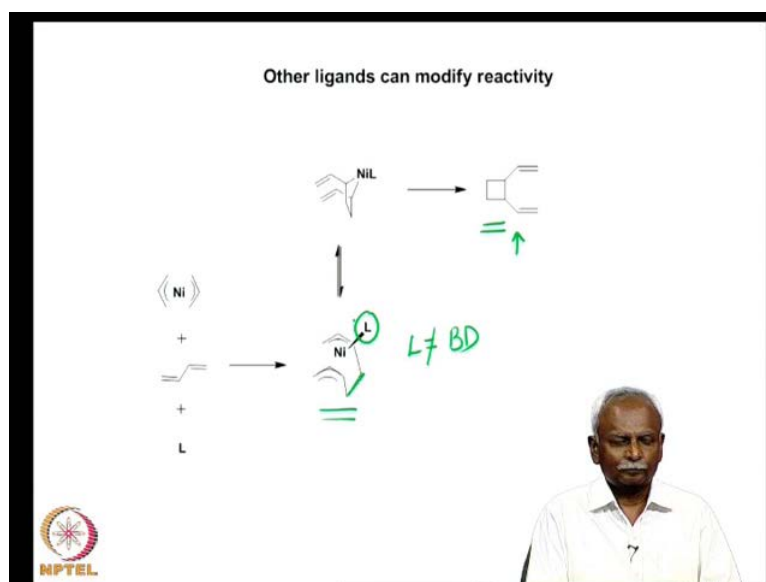 Other ligands can modify reactivity
NiL
Ni
+
+
L
L
Ni
L ≠ BD
NPTEL